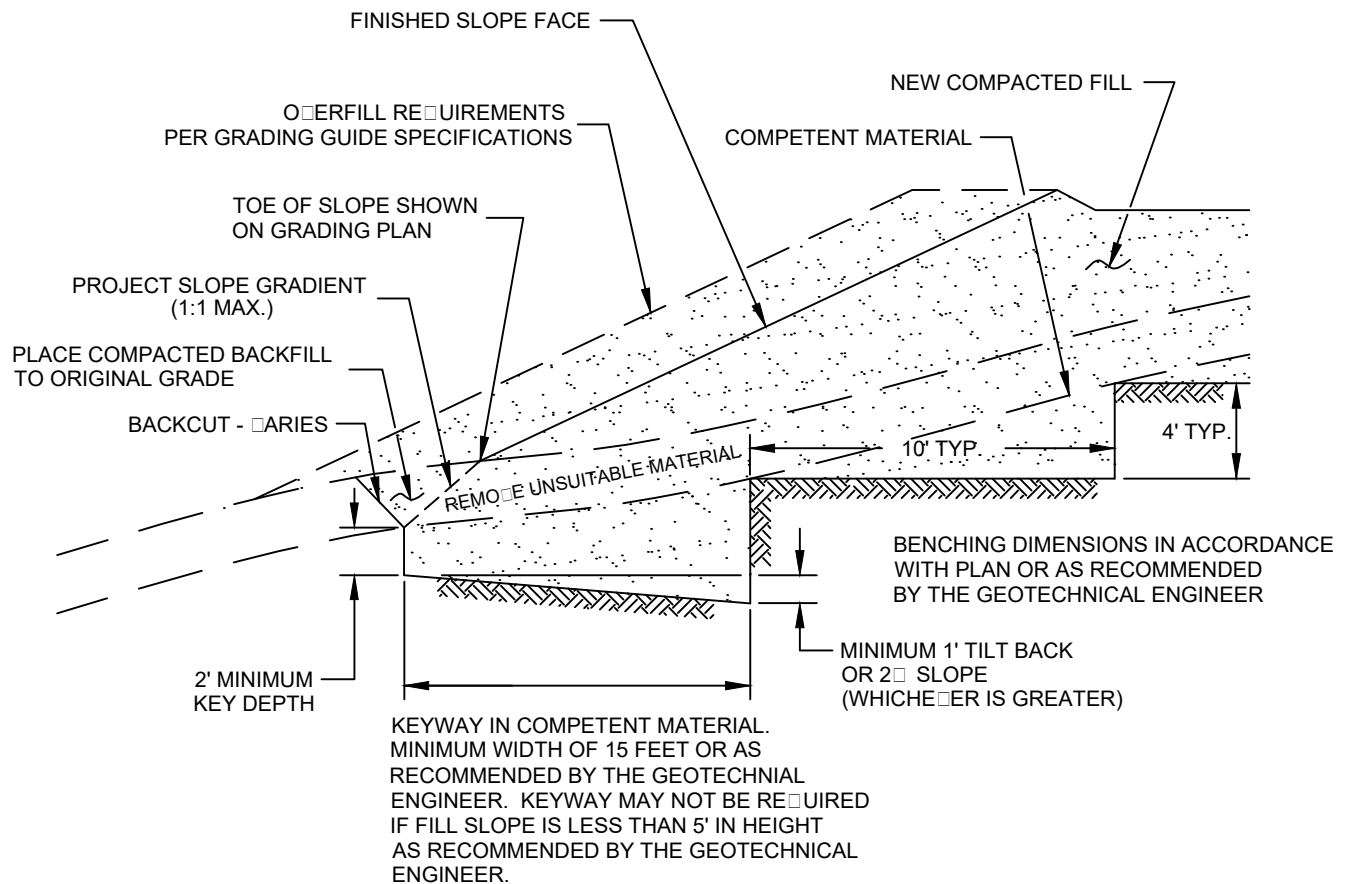 FINISHED SLOPE FACE
NEW COMPACTED FILL
O□ERFILL RE□UIREMENTS
PER GRADING GUIDE SPECIFICATIONS
COMPETENT MATERIAL
TOE OF SLOPE SHOWN
ON GRADING PLAN
PROJECT SLOPE GRADIENT
(1:1 MAX.)
PLACE COMPACTED BACKFILL
TO ORIGINAL GRADE
BACKCUT - □ARIES
REMO□E UNSUITABLE MATERIAL
10' TYP.
4' TYP.
BENCHING DIMENSIONS IN ACCORDANCE
WITH PLAN OR AS RECOMMENDED
BY THE GEOTECHNICAL ENGINEER
2' MINIMUM
KEY DEPTH
MINIMUM 1' TILT BACK
OR 2□ SLOPE
(WHICHE□ER IS GREATER)
KEYWAY IN COMPETENT MATERIAL.
MINIMUM WIDTH OF 15 FEET OR AS
RECOMMENDED BY THE GEOTECHNIAL
ENGINEER. KEYWAY MAY NOT BE RE□UIRED
IF FILL SLOPE IS LESS THAN 5' IN HEIGHT
AS RECOMMENDED BY THE GEOTECHNICAL
ENGINEER.